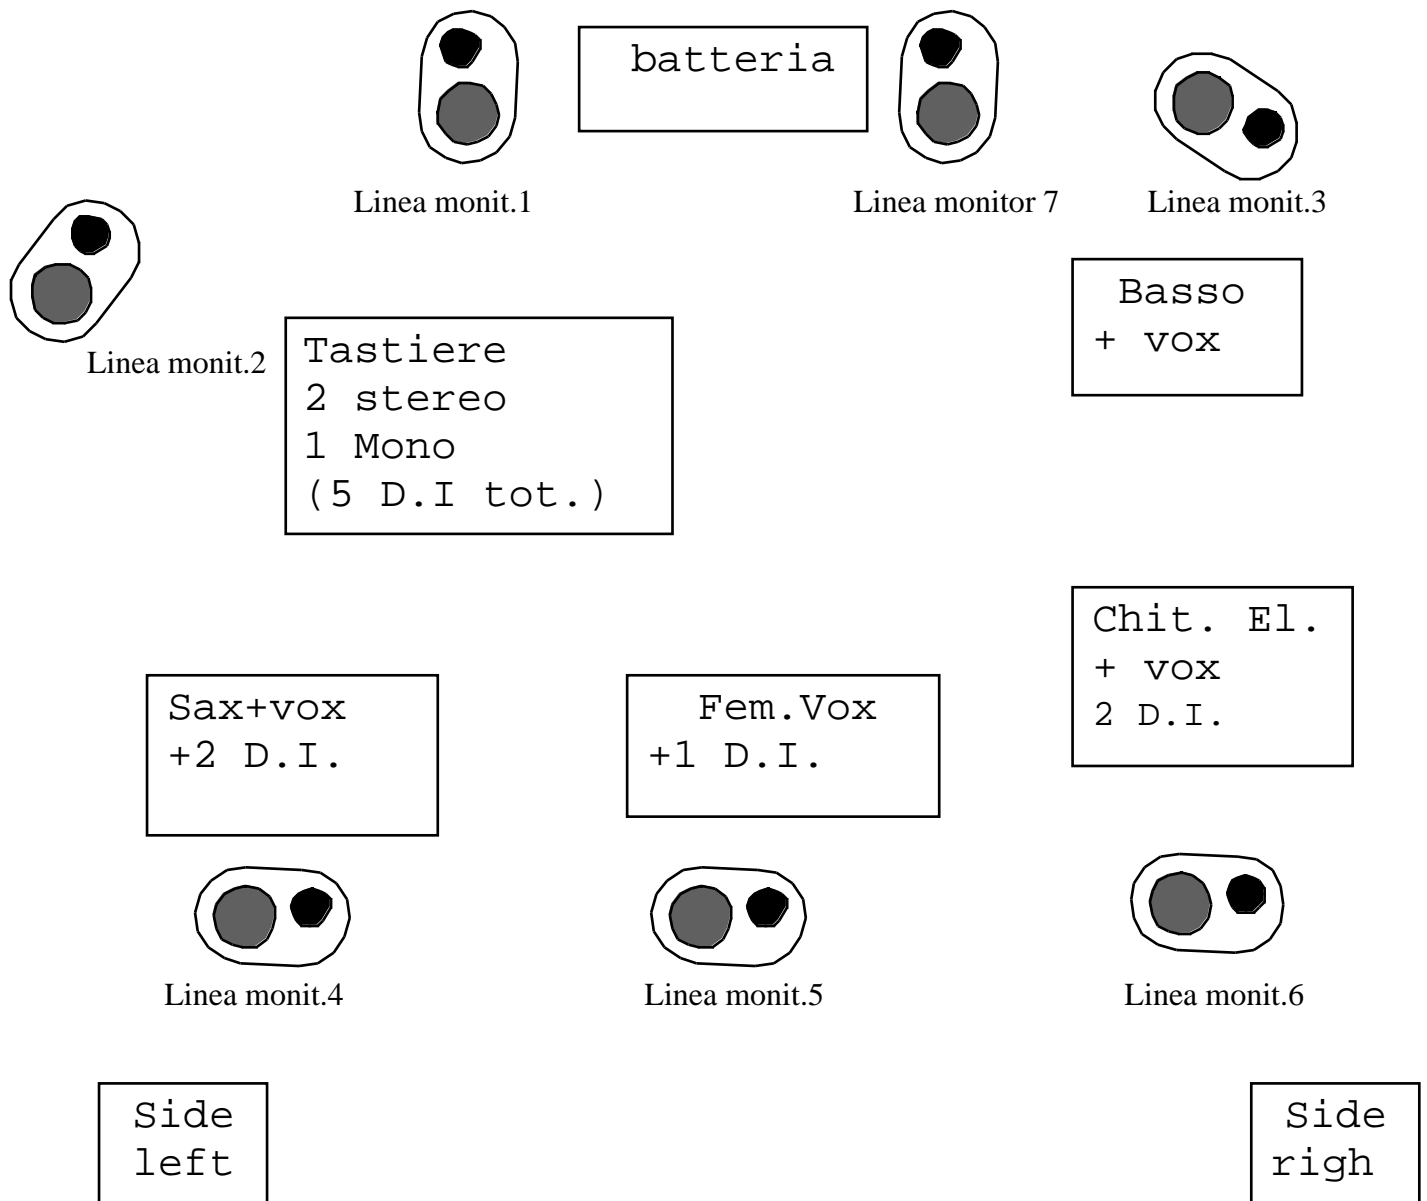 batteria
Linea monit.1
Linea monitor 7
Linea monit.3
Linea monit.2
Tastiere
2 stereo
1 Mono
(5 D.I tot.)
Basso
+ vox
Chit. El.
+ vox
2 D.I.
Sax+vox
+2 D.I.
Fem.Vox
+1 D.I.
Linea monit.4
Linea monit.5
Linea monit.6
Side
left
Side
righ